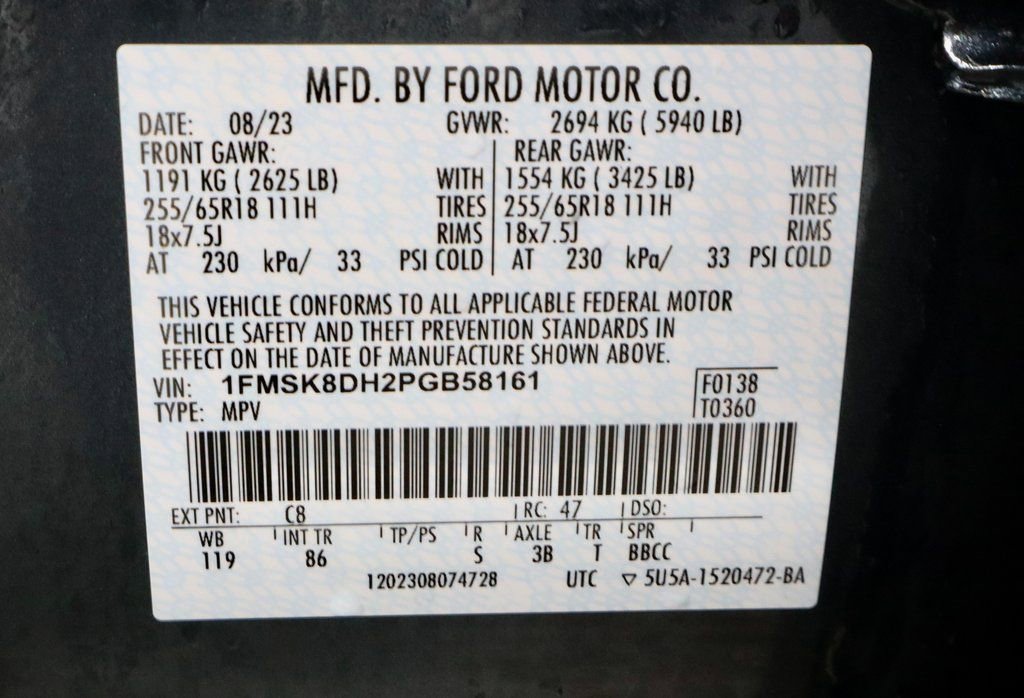 MFD. BY FORD MOTOR CO.
DATE: 08/23 GVWR: 2694 KG ( 5940 LB)
FRONT GAWR: REAR GAWR:
1191 KG ( 2625 LB) WITH 1554 KG ( 3425 LB) WITH
255/65R18 111H TIRES 255/65R18 111H TIRES
18x7.5J RIMS 18x7.5J RIMS
AT 230 kPa/ 33 PSI COLD AT 230 kPa/ 33 PSI COLD
THIS VEHICLE CONFORMS TO ALL APPLICABLE FEDERAL MOTOR
VEHICLE SAFETY AND THEFT PREVENTION STANDARDS IN
EFFECT ON THE DATE OF MANUFACTURE SHOWN ABOVE.
VIN: 1FMSK8DH2PGB58161 F0138
TYPE: MPV T0360
EXT PNT: C8 RC: 47 DSO:
WB INT TR TP/PS R AXLE TR SPR
119 86 S 3B T BBCC
1202308074728 UTC ▽ 5U5A-1520472-BA